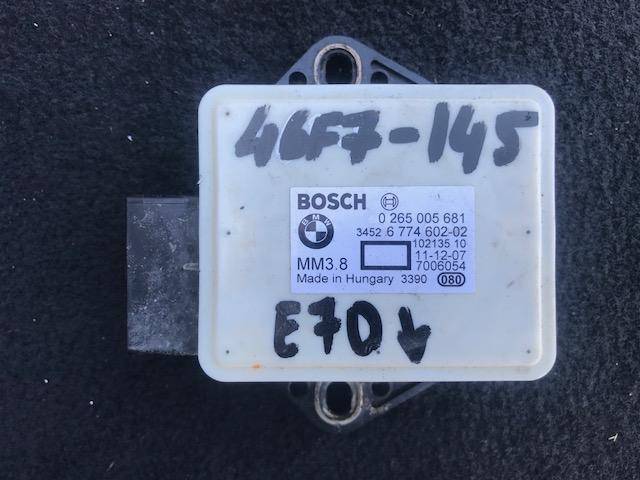 46F7-145
BOSCH
0 265 005 681
BMW
3452 6 774 602-02
102135 10
11-12-07
MM3.8 7006054
Made in Hungary 3390 080
E70↓